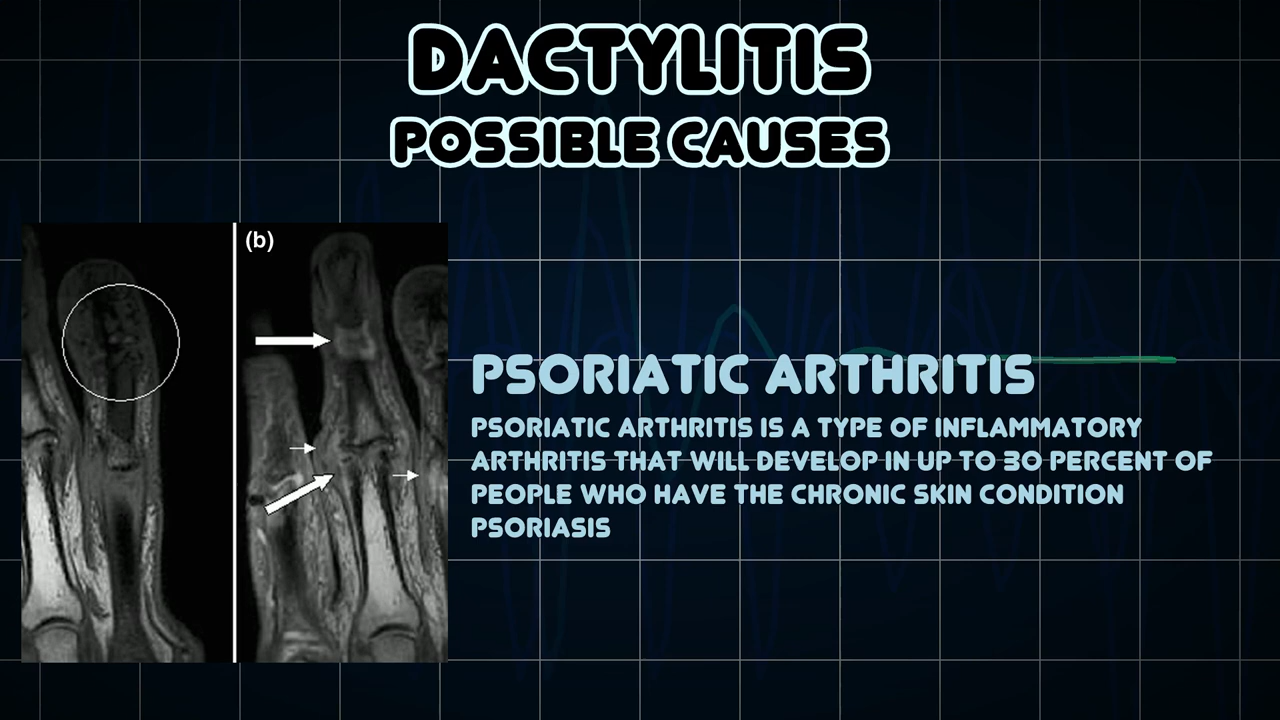 DACTYLITIS
POSSIBLE CAUSES
(b)
PSORIATIC ARTHRITIS
PSORIATIC ARTHRITIS IS A TYPE OF INFLAMMATORY
ARTHRITIS THAT WILL DEVELOP IN UP TO 30 PERCENT OF
PEOPLE WHO HAVE THE CHRONIC SKIN CONDITION
PSORIASIS